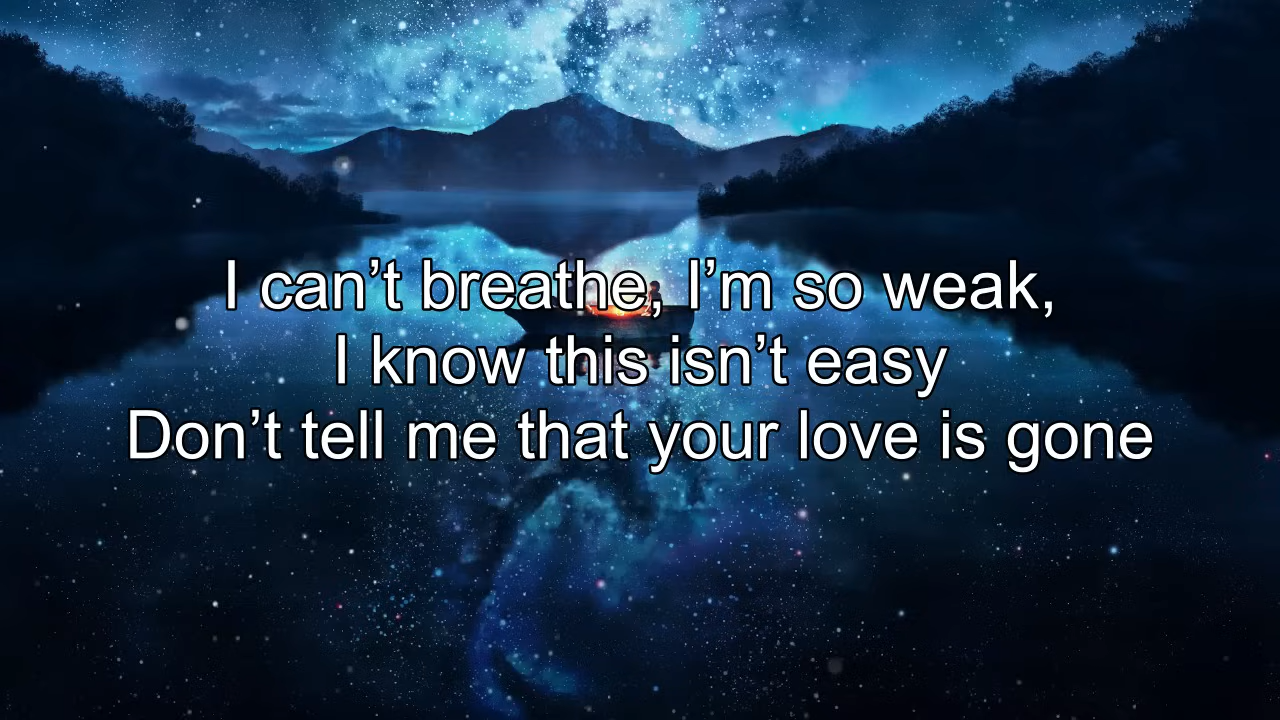 I can’t breathe, I’m so weak,
I know this isn’t easy
Don’t tell me that your love is gone